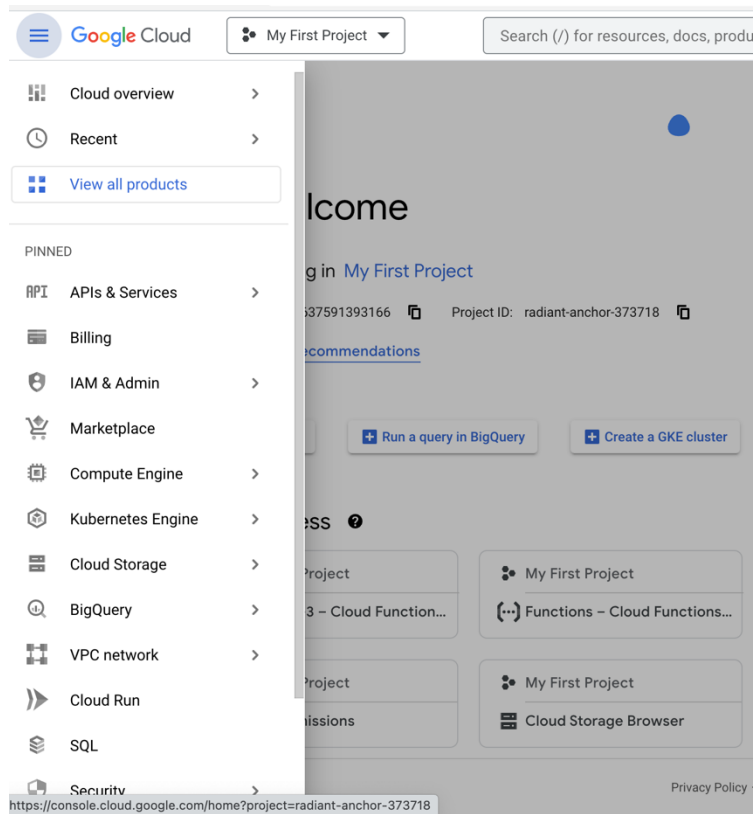 Google Cloud
My First Project
Search (/) for resources, docs, produ
Cloud overview
Recent
View all products
PINNED
API APIs & Services
Billing
IAM & Admin
Marketplace
Compute Engine
Kubernetes Engine
Cloud Storage
BigQuery
VPC network
Cloud Run
SQL
Security
lcome
g in My First Project
637591393166 Project ID: radiant-anchor-373718
ecommendations
Run a query in BigQuery
Create a GKE cluster
ess
Project
3 – Cloud Function...
My First Project
Functions – Cloud Functions...
Project
issions
My First Project
Cloud Storage Browser
Privacy Policy
https://console.cloud.google.com/home?project=radiant-anchor-373718